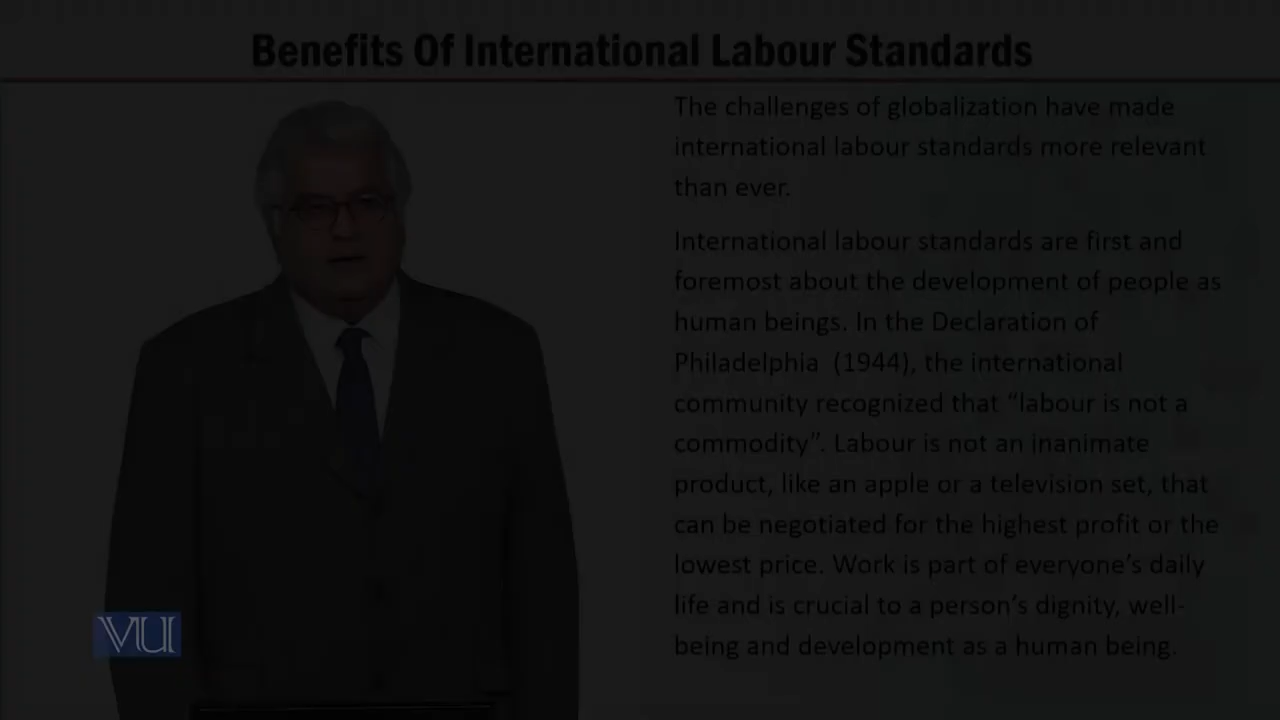 Benefits Of International Labour Standards
The challenges of globalization have made
international labour standards more relevant
than ever.
International labour standards are first and
foremost about the development of people as
human beings. In the Declaration of
Philadelphia (1944), the international
community recognized that “labour is not a
commodity”. Labour is not an inanimate
product, like an apple or a television set, that
can be negotiated for the highest profit or the
lowest price. Work is part of everyone’s daily
life and is crucial to a person’s dignity, well-
being and development as a human being.
VU